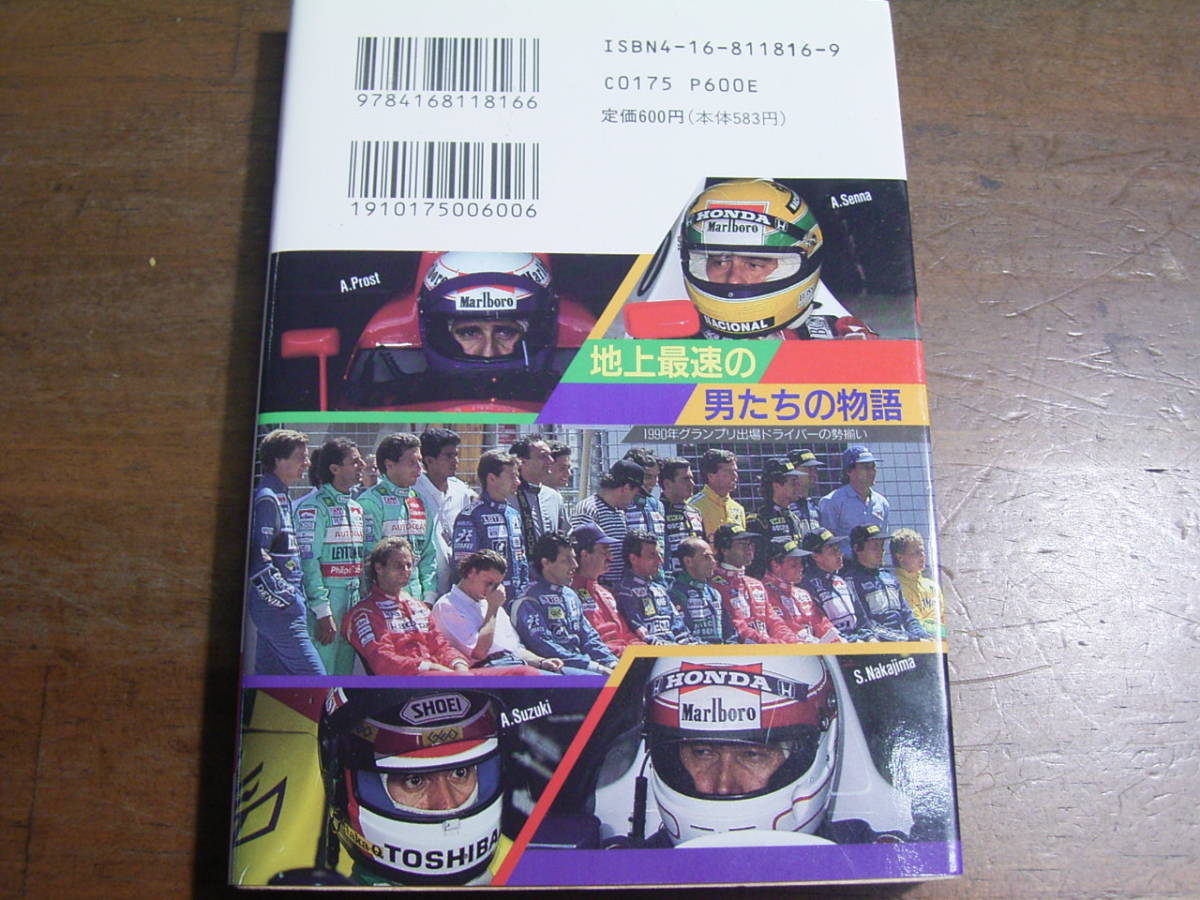 ISBN4-16-811816-9
9784168118166
C0175 P600E
定価600円(本体583円)
1910175006006
A.Senna
HONDA
Marlboro
NACIONAL
A.Prost
Marlboro
地上最速の
男たちの物語
1990年グランプリ出場ドライバーの勢揃い
LEYTON
S.Nakajima
HONDA
Marlboro
A.Suzuki
SHOEI
TOSHIBA